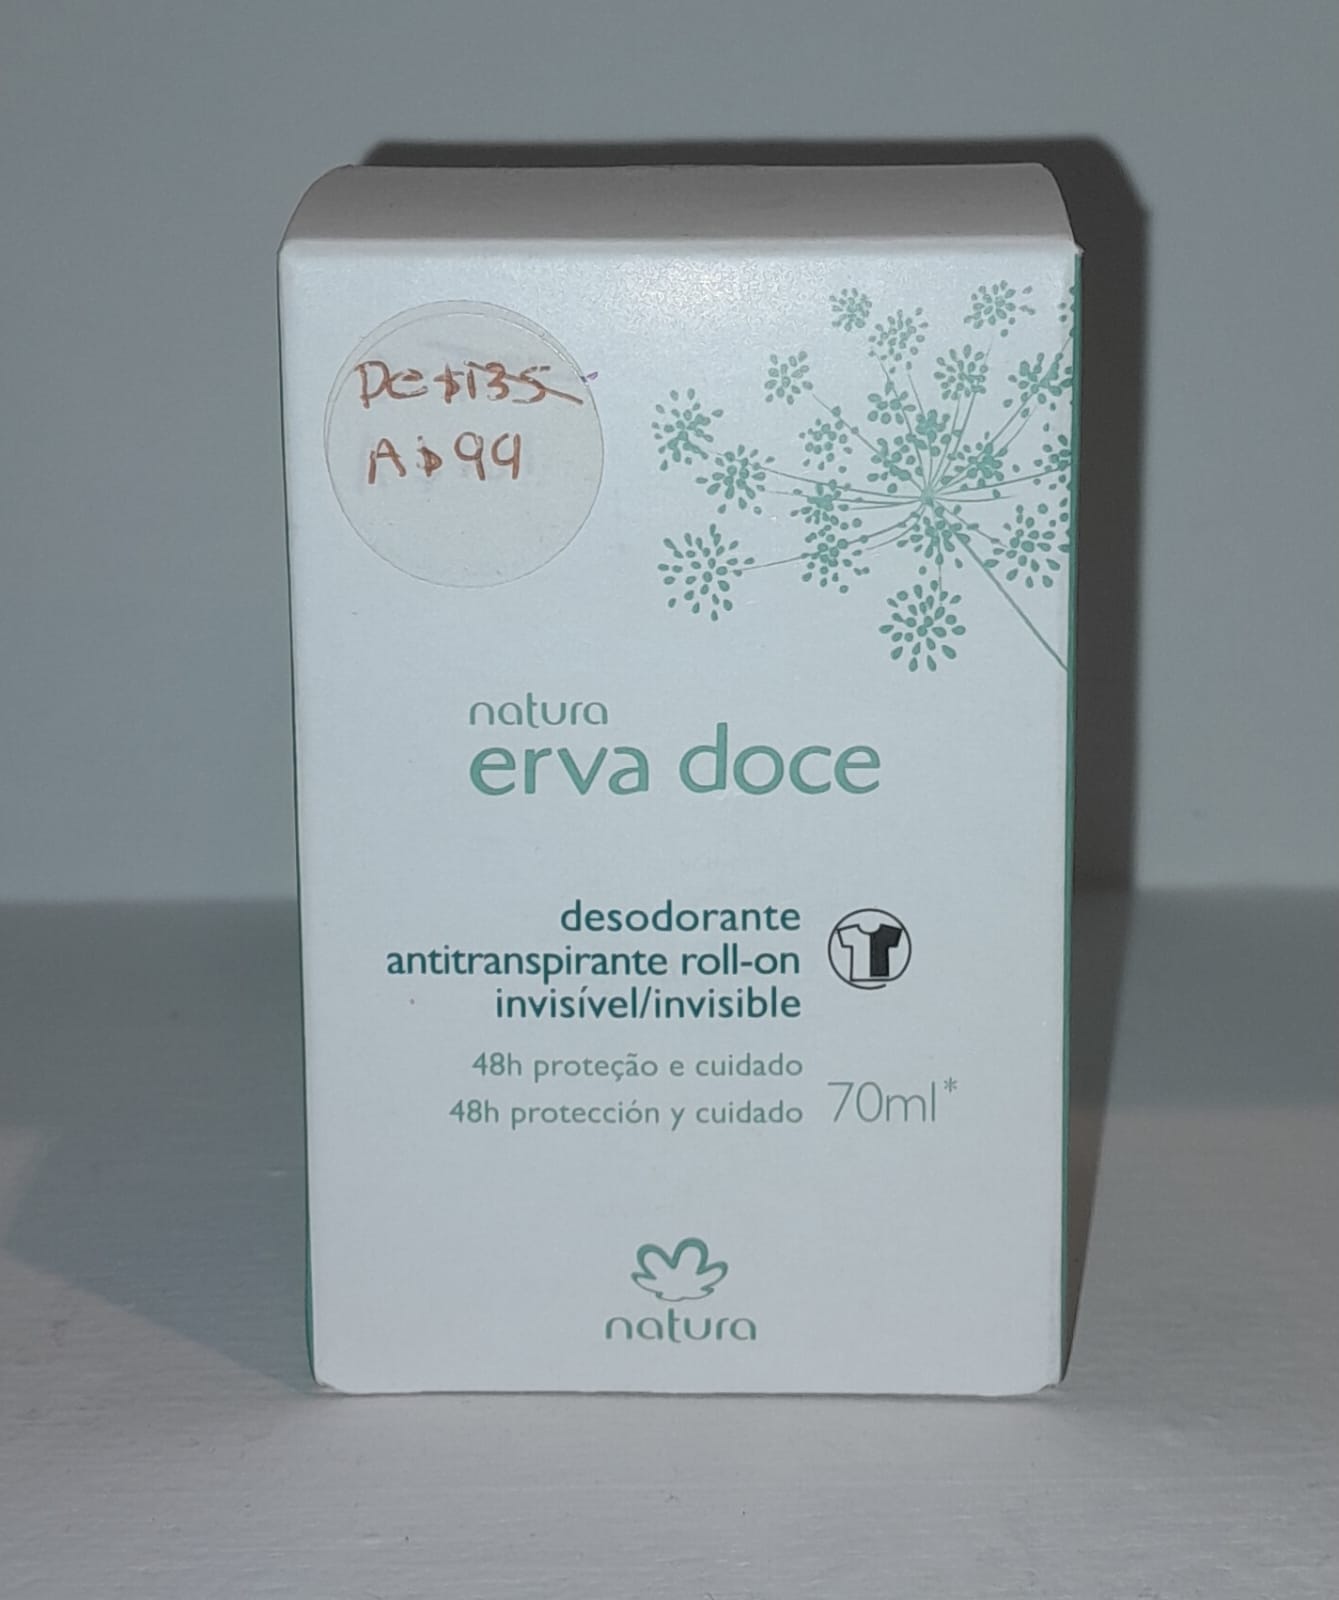 De $135
A $99
natura
erva doce
desodorante
antitranspirante roll-on
invisível/invisible
48h proteção e cuidado
48h protección y cuidado
70ml*
natura